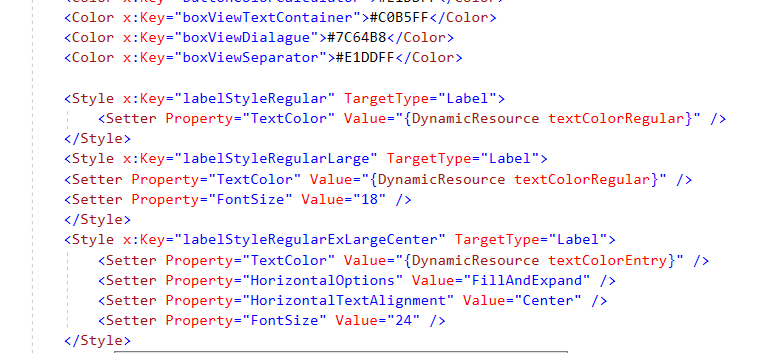 <Color x:Key="boxViewTextContainer">#C0B5FF</Color>
<Color x:Key="boxViewDialague">#7C64B8</Color>
<Color x:Key="boxViewSeparator">#E1DDFF</Color>
<Style x:Key="labelStyleRegular" TargetType="Label">
<Setter Property="TextColor" Value="{DynamicResource textColorRegular}" />
</Style>
<Style x:Key="labelStyleRegularLarge" TargetType="Label">
<Setter Property="TextColor" Value="{DynamicResource textColorRegular}" />
<Setter Property="FontSize" Value="18" />
</Style>
<Style x:Key="labelStyleRegularExLargeCenter" TargetType="Label">
<Setter Property="TextColor" Value="{DynamicResource textColorEntry}" />
<Setter Property="HorizontalOptions" Value="FillAndExpand" />
<Setter Property="HorizontalTextAlignment" Value="Center" />
<Setter Property="FontSize" Value="24" />
</Style>